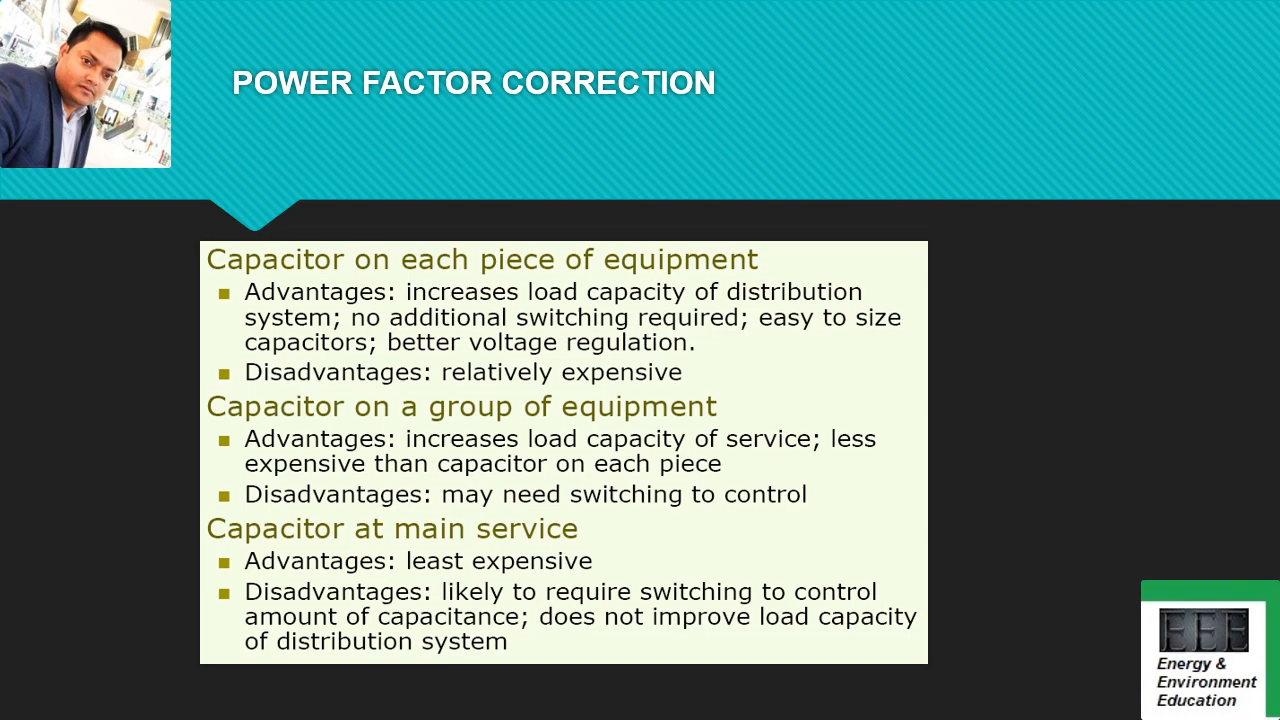 POWER FACTOR CORRECTION
Capacitor on each piece of equipment
Advantages: increases load capacity of distribution
system; no additional switching required; easy to size
capacitors; better voltage regulation.
Disadvantages: relatively expensive
Capacitor on a group of equipment
Advantages: increases load capacity of service; less
expensive than capacitor on each piece
Disadvantages: may need switching to control
Capacitor at main service
Advantages: least expensive
Disadvantages: likely to require switching to control
amount of capacitance; does not improve load capacity
of distribution system
EEE
Energy &
Environment
Education